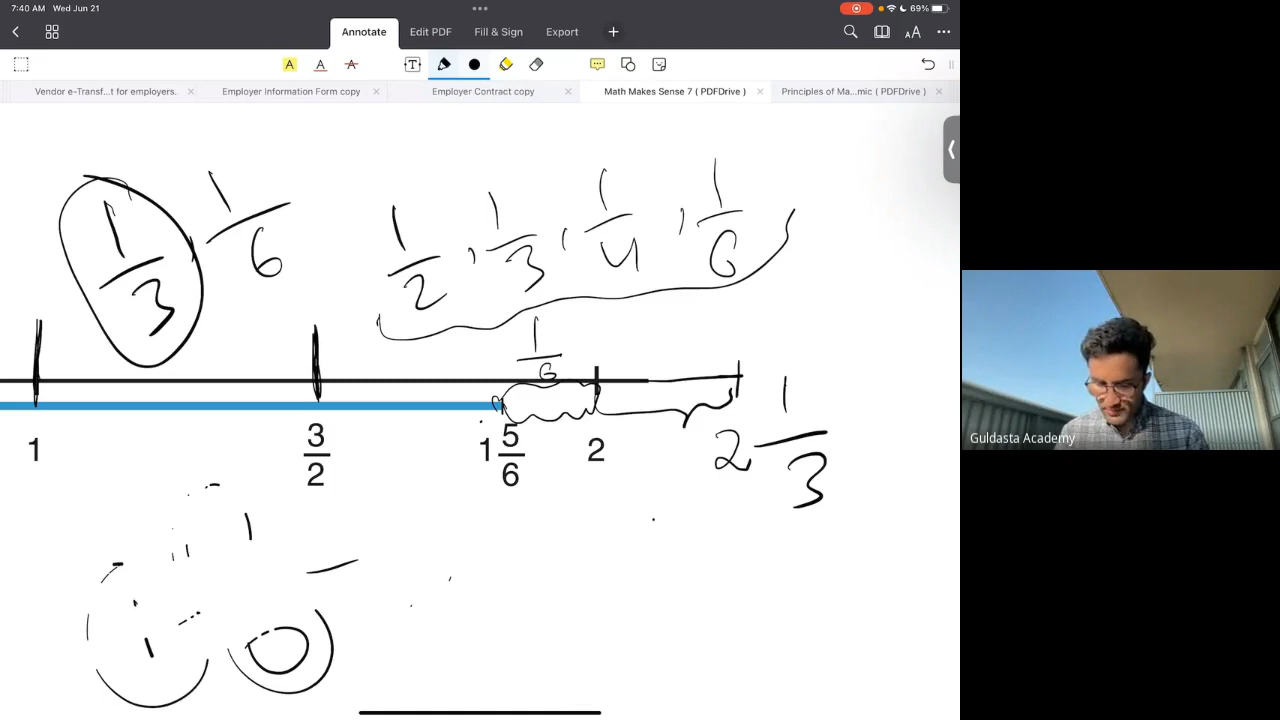 7:40 AM Wed Jun 21
69%
Annotate Edit PDF Fill & Sign Export
Vendor e-Transf...t for employers. Employer Information Form copy Employer Contract copy Math Makes Sense 7 ( PDFDrive ) Principles of Ma...mic ( PDFDrive )
1/3 1/6 1/2, 1/3, 1/4, 1/6
1/6
1 3/2 1 5/6 2 2 1/3
Guldasta Academy